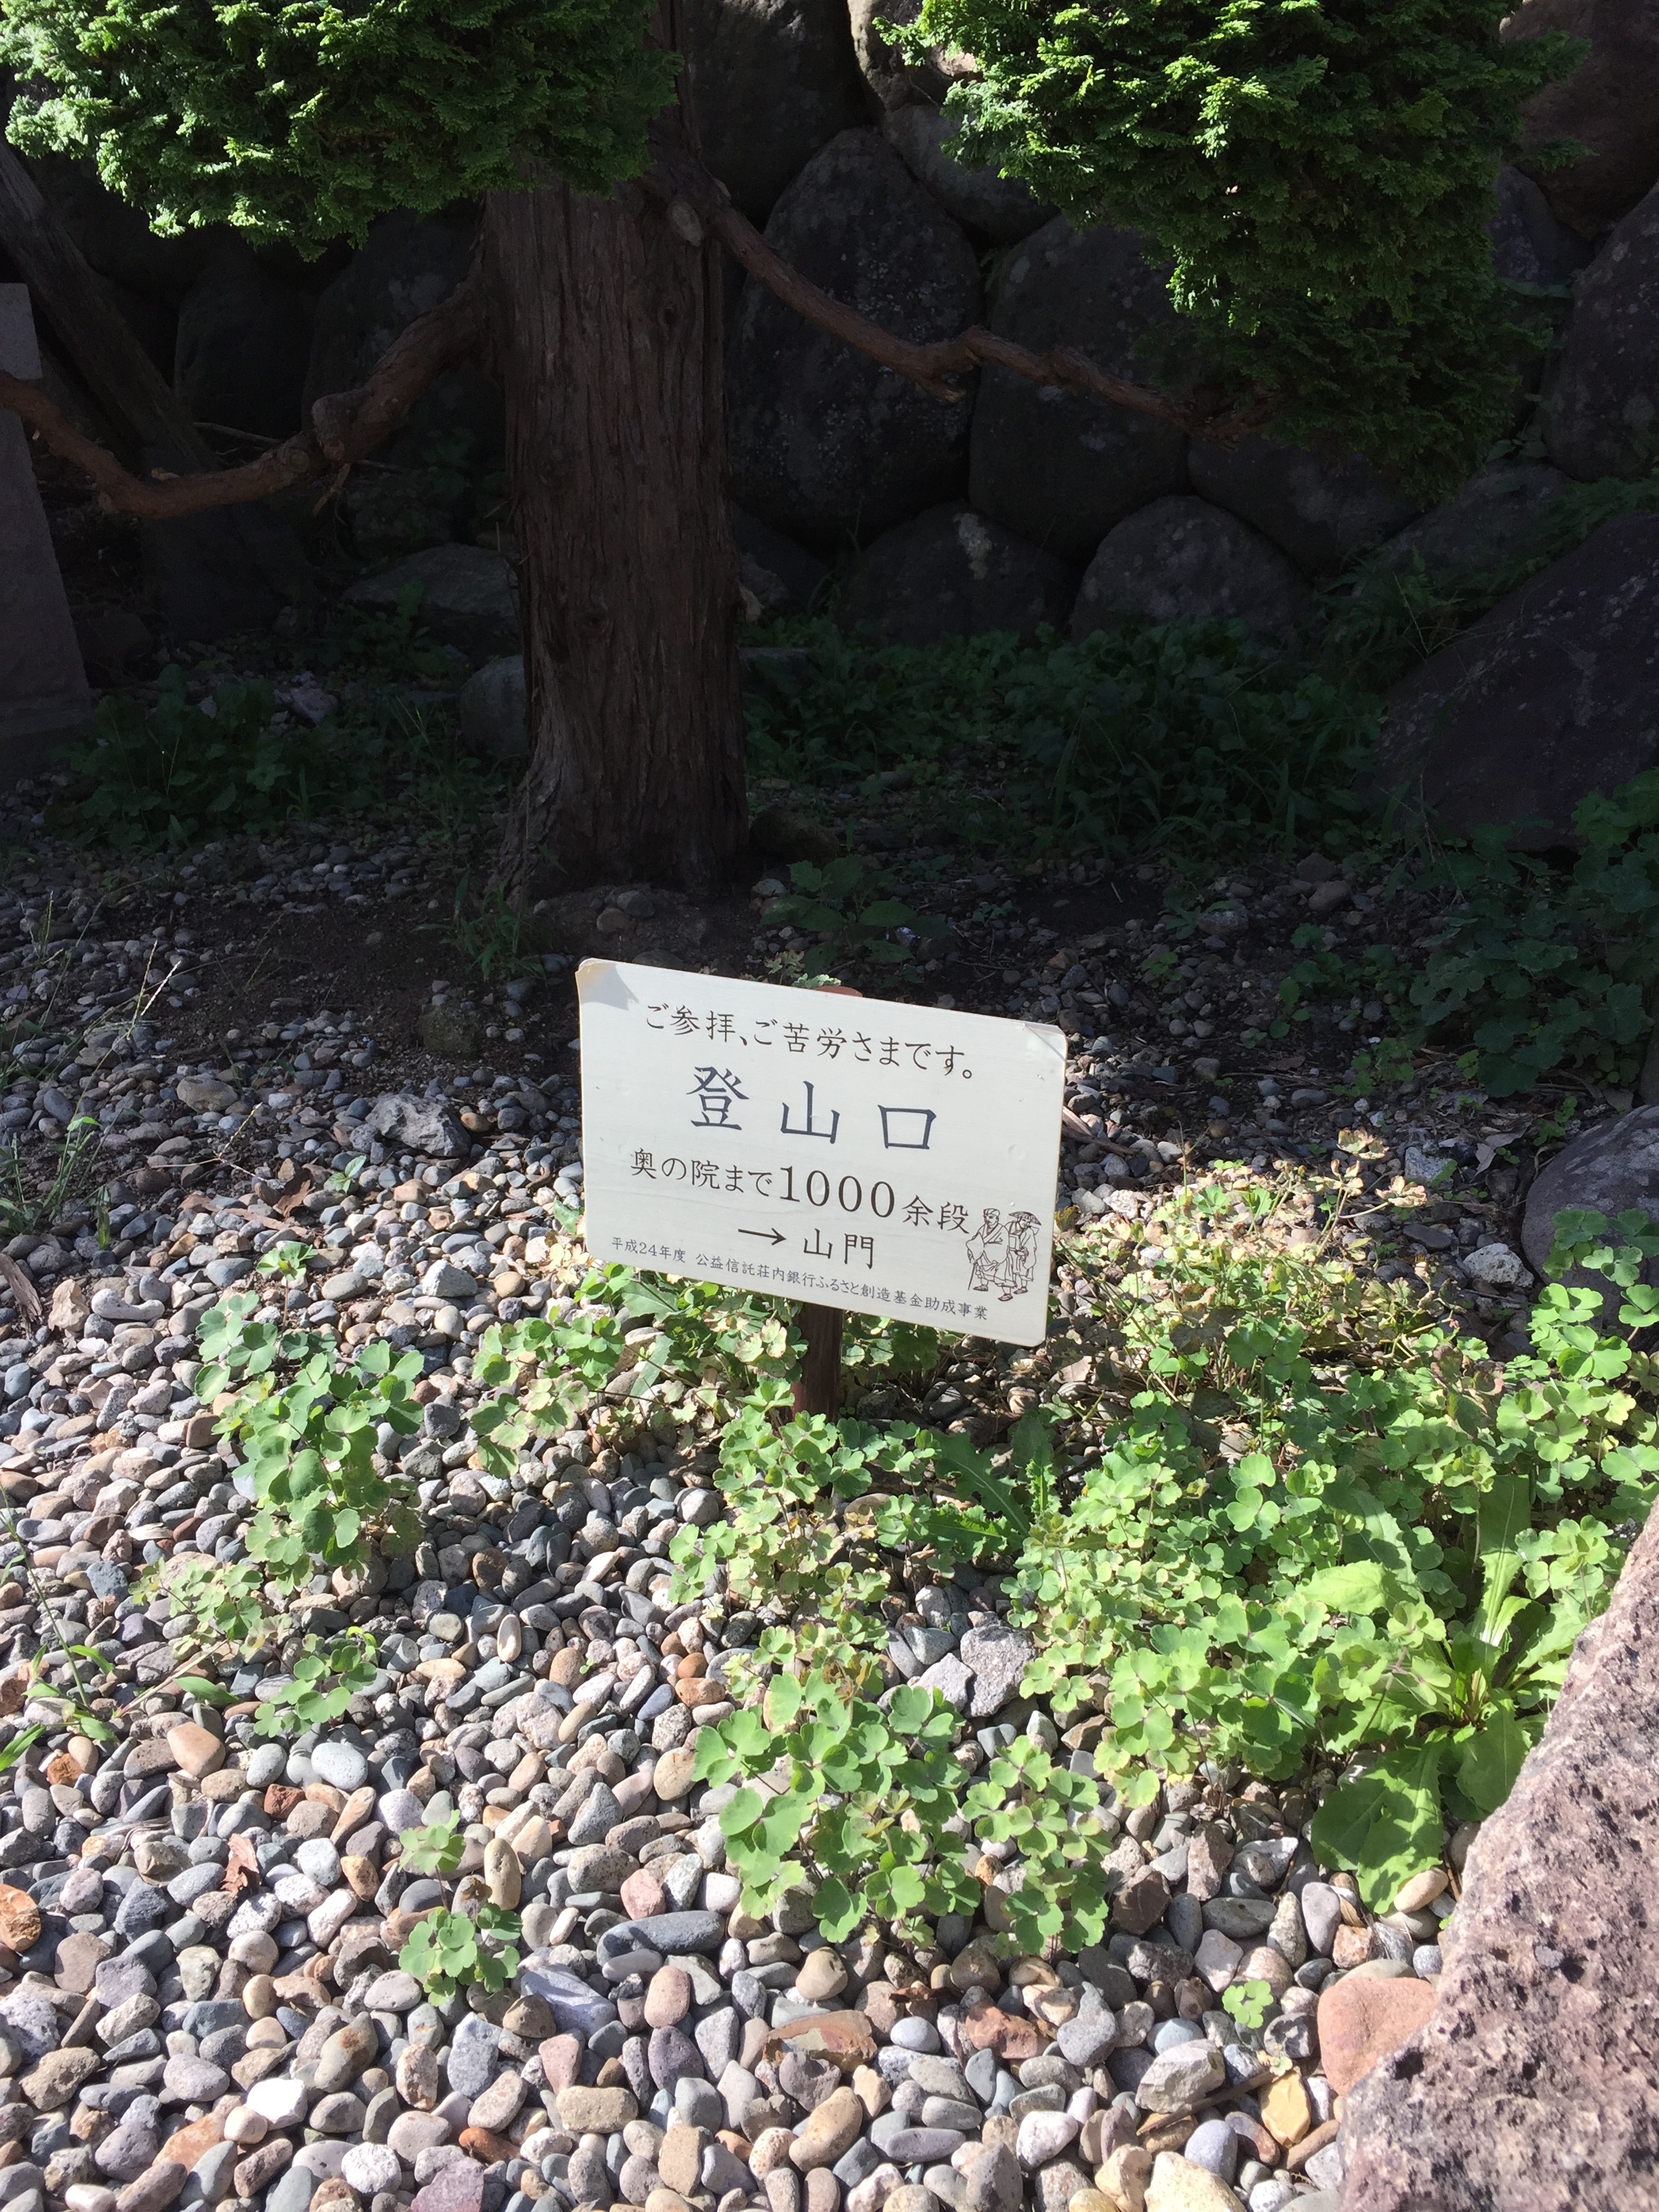 ご参拝、ご苦労さまです。
登山口
奥の院まで1000余段
→山門
平成24年度 公益信託荘内銀行ふるさと創造基金助成事業